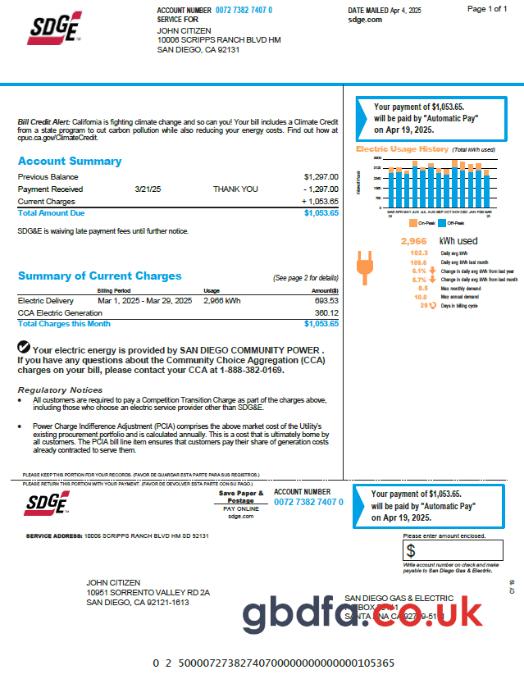 SDGE
ACCOUNT NUMBER 0072 7382 7407 0
SERVICE FOR
JOHN CITIZEN
10006 SCRIPPS RANCH BLVD HM
SAN DIEGO, CA 92131
DATE MAILED Apr 4, 2025
sdge.com
Page 1 of 1
Bill Credit Alert: California is fighting climate change and so can you! Your bill includes a Climate Credit
from a state program to cut carbon pollution while also reducing your energy costs. Find out how at
cpuc.ca.gov/ClimateCredit.
Account Summary
Previous Balance $1,297.00
Payment Received 3/21/25 THANK YOU - 1,297.00
Current Charges + 1,053.65
Total Amount Due $1,053.65
SDG&E is waiving late payment fees until further notice.
Summary of Current Charges (See page 2 for details)
Billing Period Usage Amount($)
Electric Delivery Mar 1, 2025 - Mar 29, 2025 2,966 kWh 693.53
CCA Electric Generation 360.12
Total Charges this Month $1,053.65
Your electric energy is provided by SAN DIEGO COMMUNITY POWER .
If you have any questions about the Community Choice Aggregation (CCA)
charges on your bill, please contact your CCA at 1-888-382-0169.
Regulatory Notices
• All customers are required to pay a Competition Transition Charge as part of the charges above,
including those who choose an electric service provider other than SDG&E.
• Power Charge Indifference Adjustment (PCIA) comprises the above market cost of the Utility's
existing procurement portfolio and is calculated annually. This is a cost that is ultimately borne by
all customers. The PCIA bill line item ensures that customers pay their share of generation costs
already contracted to serve them.
Your payment of $1,053.65.
will be paid by "Automatic Pay"
on Apr 19, 2025.
Electric Usage History (Total kWh used)
On-Peak Off-Peak
2,966 kWh used
102.3 Daily avg kWh
Daily avg kWh last month
Change in daily avg kWh from last year
Change in daily avg kWh from last month
Max monthly demand
Max annual demand
29 Days in billing cycle
PLEASE KEEP THIS PORTION FOR YOUR RECORDS. (FAVOR DE GUARDAR ESTA PARTE PARA SUS REGISTROS.)
PLEASE RETURN THIS PORTION WITH YOUR PAYMENT. (FAVOR DE DEVOLVER ESTA PARTE CON SU PAGO.)
SDGE
Save Paper &
Postage
PAY ONLINE
sdge.com
ACCOUNT NUMBER
0072 7382 7407 0
Your payment of $1,053.65.
will be paid by "Automatic Pay"
on Apr 19, 2025.
SERVICE ADDRESS: 10006 SCRIPPS RANCH BLVD HM SD 92131
Please enter amount enclosed.
$
Write account number on check and make
payable to San Diego Gas & Electric.
JOHN CITIZEN
10951 SORRENTO VALLEY RD 2A
SAN DIEGO, CA 92121-1613
SAN DIEGO GAS & ELECTRIC
gbdfa.co.uk
0 2 500007273827407000000000000105365